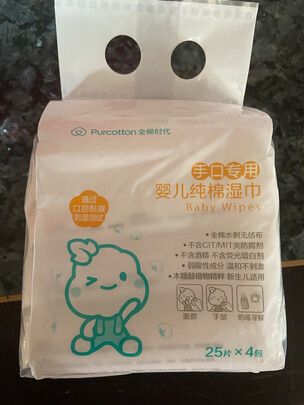 Purcotton 全棉时代
手口专用
婴儿纯棉湿巾
Baby Wipes
通过
口腔黏膜
刺激测试
• 全棉水刺无纺布
• 不含CIT/MIT类防腐剂
• 不含酒精 不含荧光增白剂
• 弱酸性成分 温和不刺激
• 木糖醇植物精粹 新生儿适用
面部
手部
奶嘴牙胶
25片×4包